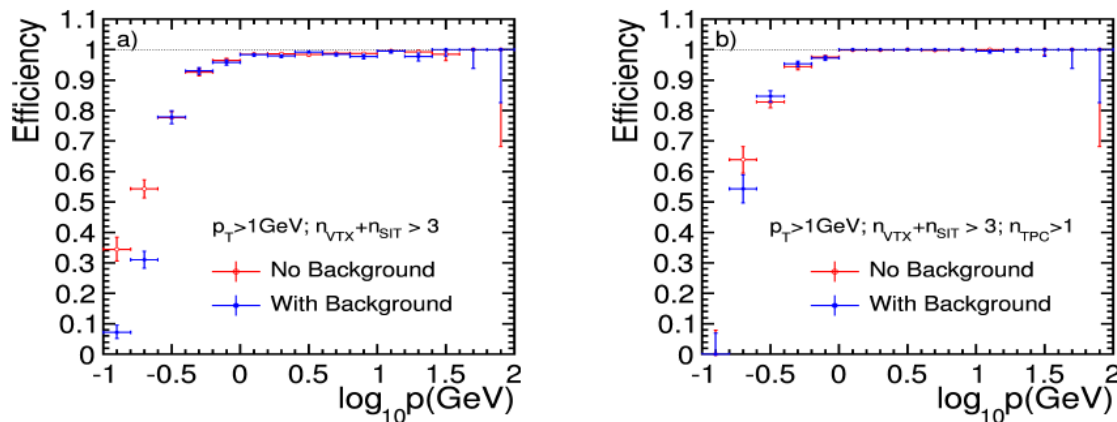 Efficiency
1.1
1
0.9
0.8
0.7
0.6
0.5
0.4
0.3
0.2
0.1
0
a)
p_T>1GeV; n_VTX+n_SIT > 3
No Background
With Background
-1 -0.5 0 0.5 1 1.5 2
log_10 p(GeV)
Efficiency
1.1
1
0.9
0.8
0.7
0.6
0.5
0.4
0.3
0.2
0.1
0
b)
p_T>1GeV; n_VTX+n_SIT > 3; n_TPC>1
No Background
With Background
-1 -0.5 0 0.5 1 1.5 2
log_10 p(GeV)